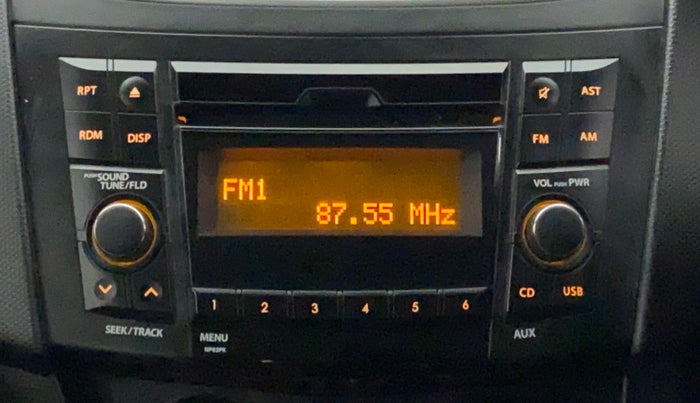 RPT
AST
RDM
DISP
FM
AM
PUSH SOUND
TUNE/FLD
VOL PUSH PWR
FM1
87.55 MHz
CD
USB
1 2 3 4 5 6
SEEK/TRACK
MENU
AUX